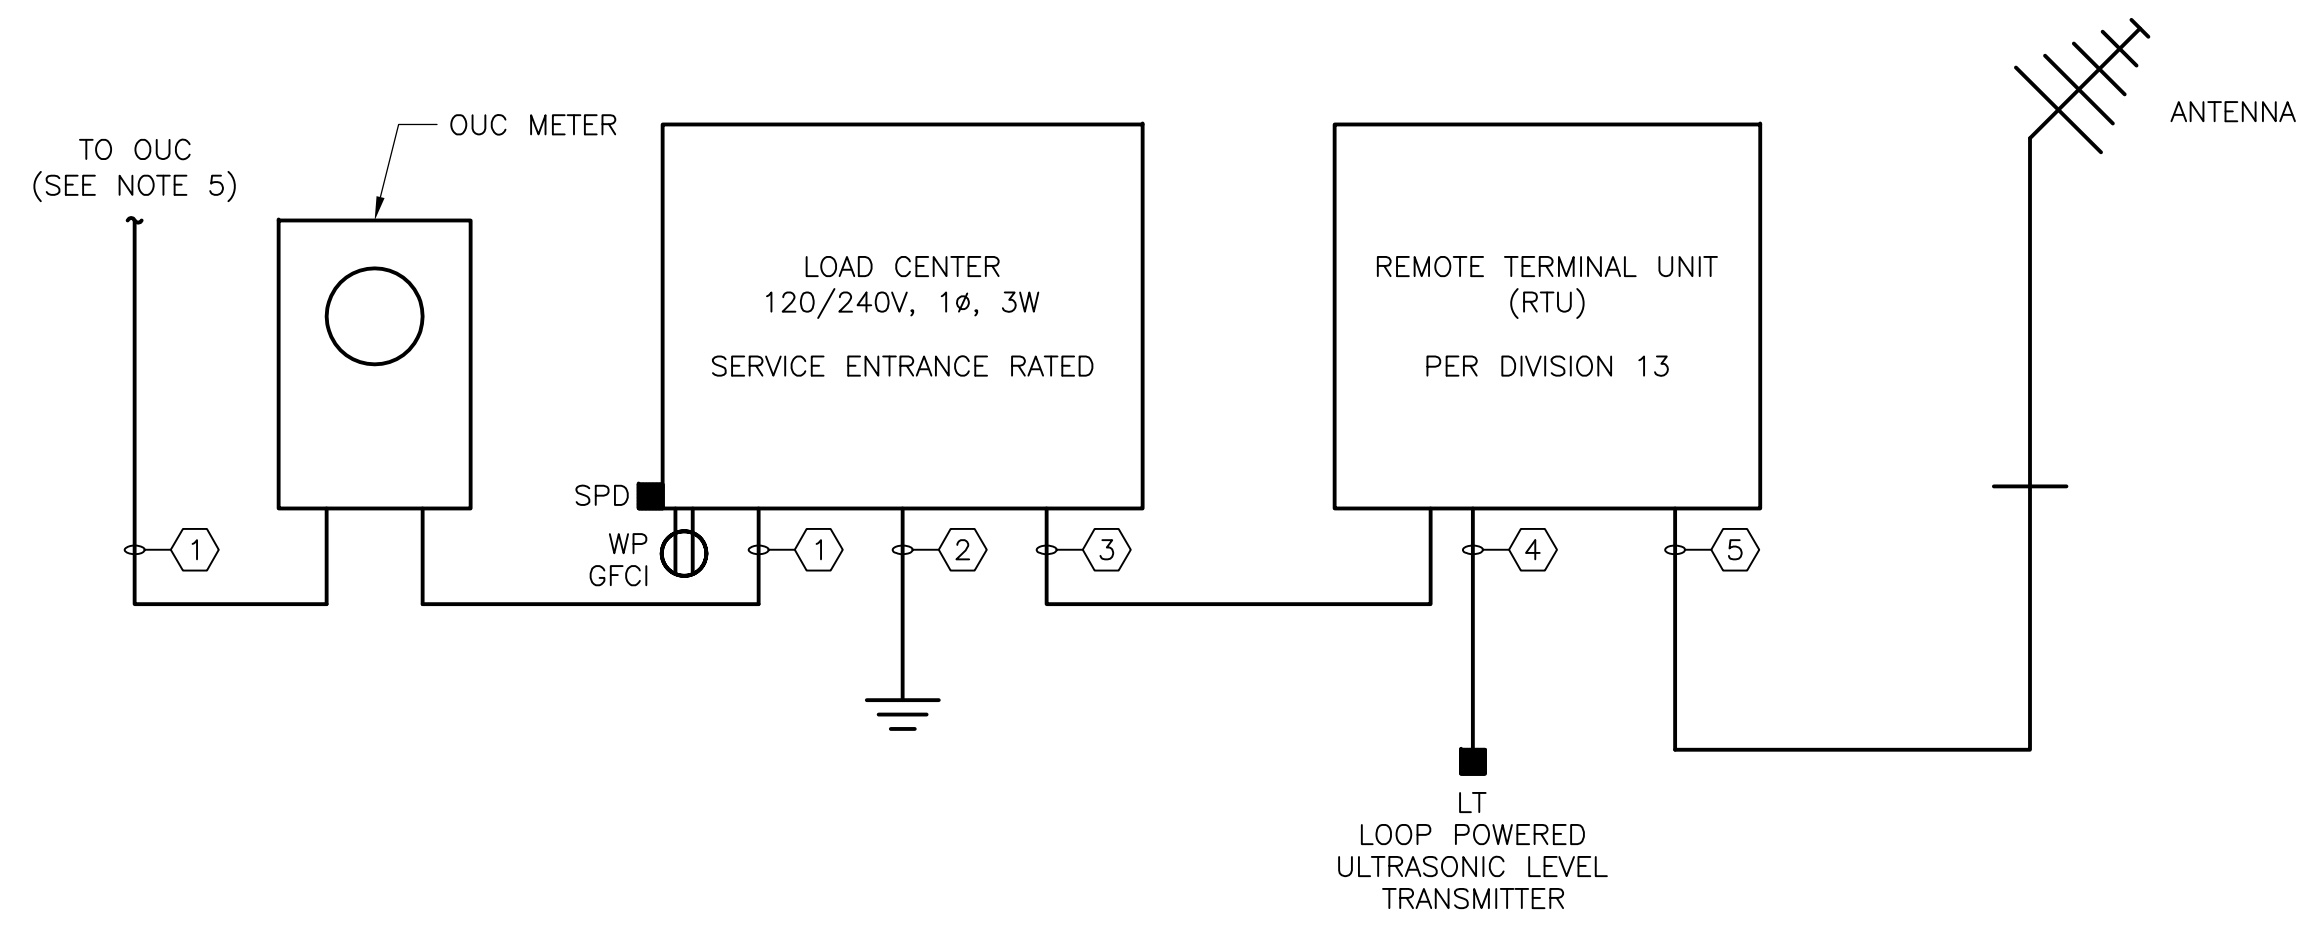 TO OUC
(SEE NOTE 5)
OUC METER
LOAD CENTER
120/240V, 1ø, 3W
SERVICE ENTRANCE RATED
REMOTE TERMINAL UNIT
(RTU)
PER DIVISION 13
ANTENNA
SPD
WP
GFCI
1
1
2
3
4
5
LT
LOOP POWERED
ULTRASONIC LEVEL
TRANSMITTER